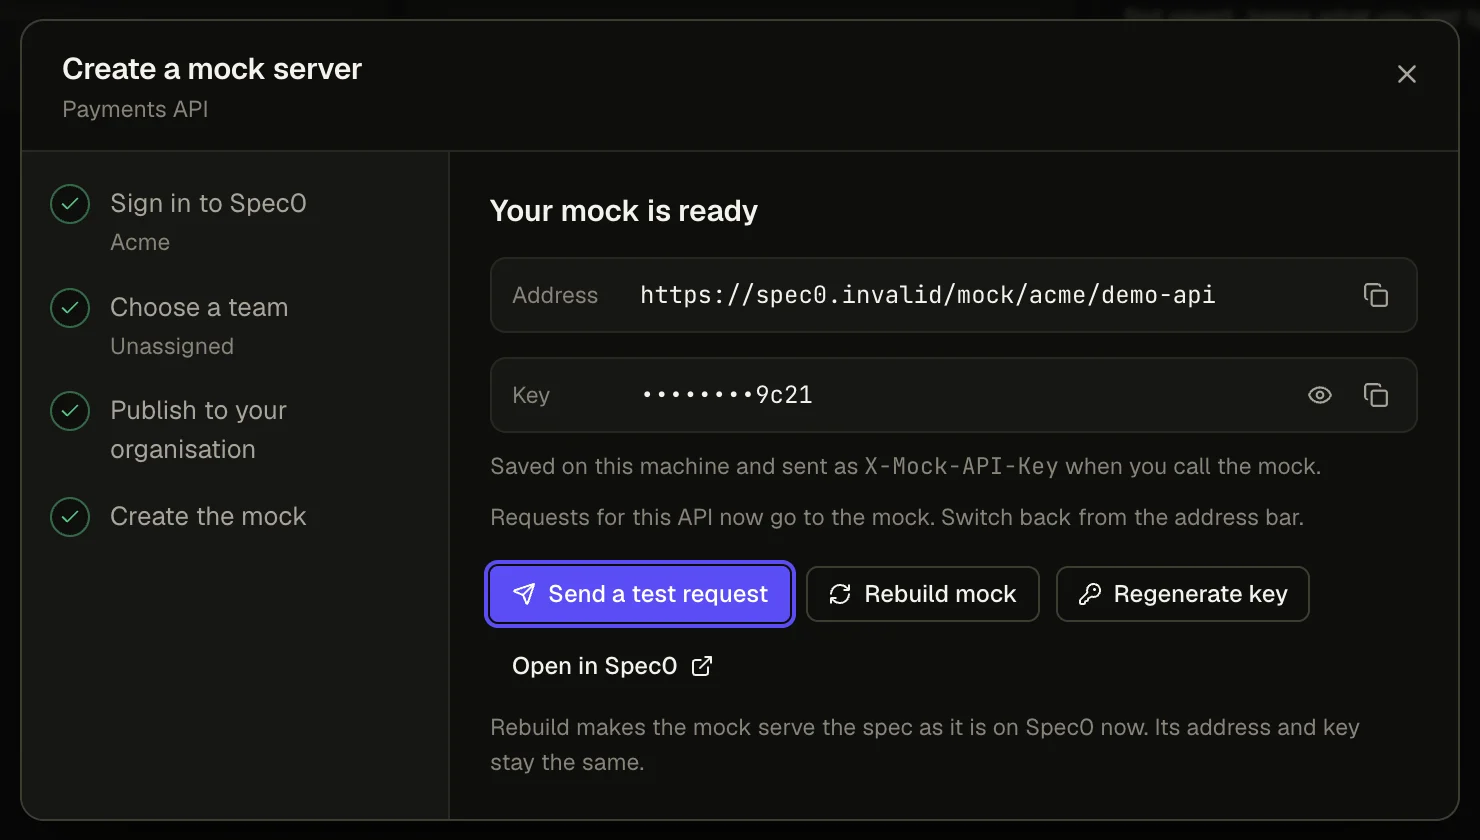 Create a mock server
Payments API
Sign in to Spec0
Acme
Choose a team
Unassigned
Publish to your
organisation
Create the mock
Your mock is ready
Address https://spec0.invalid/mock/acme/demo-api
Key ••••••••9c21
Saved on this machine and sent as X-Mock-API-Key when you call the mock.
Requests for this API now go to the mock. Switch back from the address bar.
Send a test request Rebuild mock Regenerate key
Open in Spec0
Rebuild makes the mock serve the spec as it is on Spec0 now. Its address and key
stay the same.